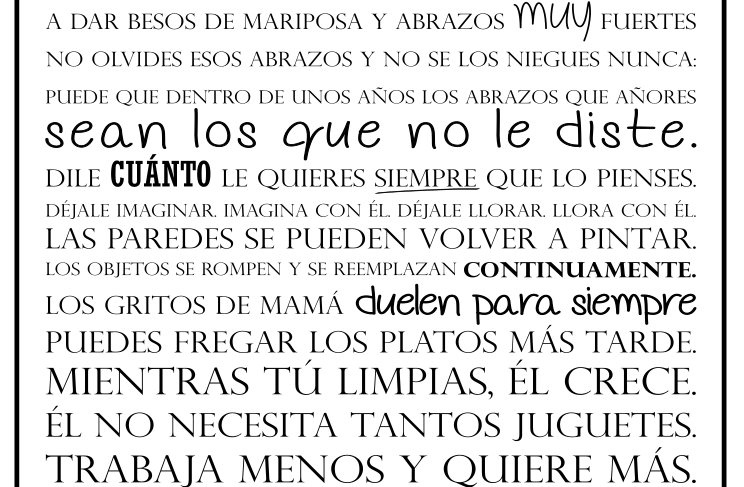 A DAR BESOS DE MARIPOSA Y ABRAZOS muy FUERTES
NO OLVIDES ESOS ABRAZOS Y NO SE LOS NIEGUES NUNCA:
PUEDE QUE DENTRO DE UNOS AÑOS LOS ABRAZOS QUE AÑORES
sean los que no le diste.
DILE CUÁNTO LE QUIERES SIEMPRE QUE LO PIENSES.
DÉJALE IMAGINAR. IMAGINA CON ÉL. DÉJALE LLORAR. LLORA CON ÉL.
LAS PAREDES SE PUEDEN VOLVER A PINTAR.
LOS OBJETOS SE ROMPEN Y SE REEMPLAZAN CONTINUAMENTE.
LOS GRITOS DE MAMÁ duelen para siempre
PUEDES FREGAR LOS PLATOS MÁS TARDE.
MIENTRAS TÚ LIMPIAS, ÉL CRECE.
ÉL NO NECESITA TANTOS JUGUETES.
TRABAJA MENOS Y QUIERE MÁS.